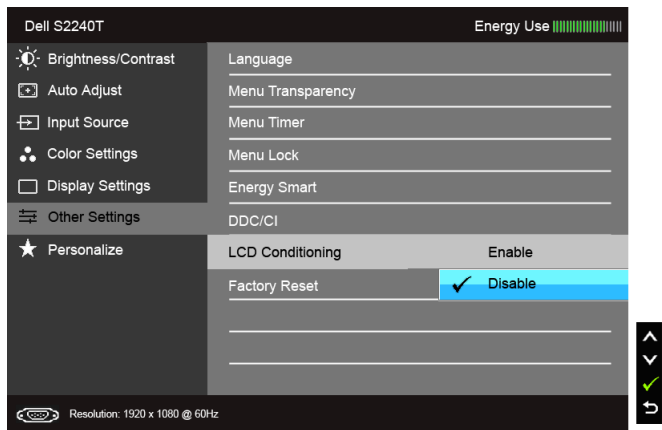 Dell S2240T Energy Use
Brightness/Contrast Language
Auto Adjust Menu Transparency
Input Source Menu Timer
Color Settings Menu Lock
Display Settings Energy Smart
Other Settings DDC/CI
Personalize LCD Conditioning Enable
Factory Reset Disable
Resolution: 1920 x 1080 @ 60Hz